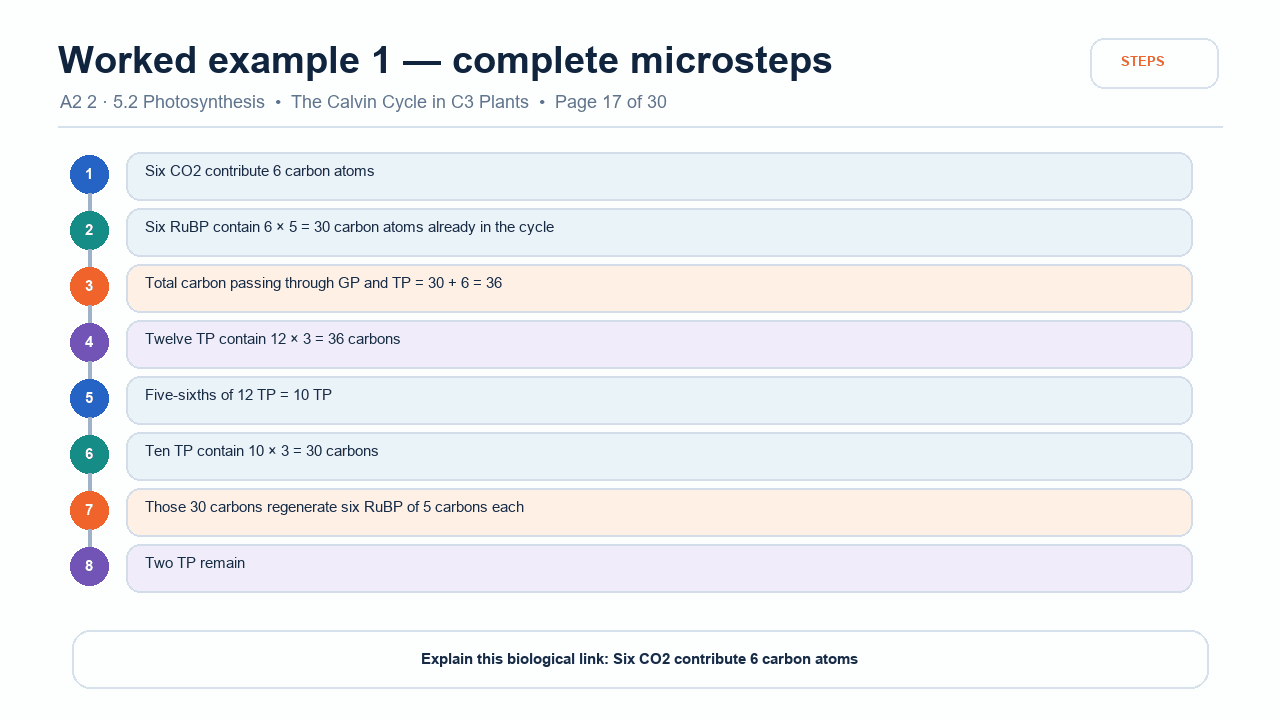 Worked example 1 — complete microsteps
STEPS
A2 2 · 5.2 Photosynthesis • The Calvin Cycle in C3 Plants • Page 17 of 30
1 Six CO2 contribute 6 carbon atoms
2 Six RuBP contain 6 × 5 = 30 carbon atoms already in the cycle
3 Total carbon passing through GP and TP = 30 + 6 = 36
4 Twelve TP contain 12 × 3 = 36 carbons
5 Five-sixths of 12 TP = 10 TP
6 Ten TP contain 10 × 3 = 30 carbons
7 Those 30 carbons regenerate six RuBP of 5 carbons each
8 Two TP remain
Explain this biological link: Six CO2 contribute 6 carbon atoms